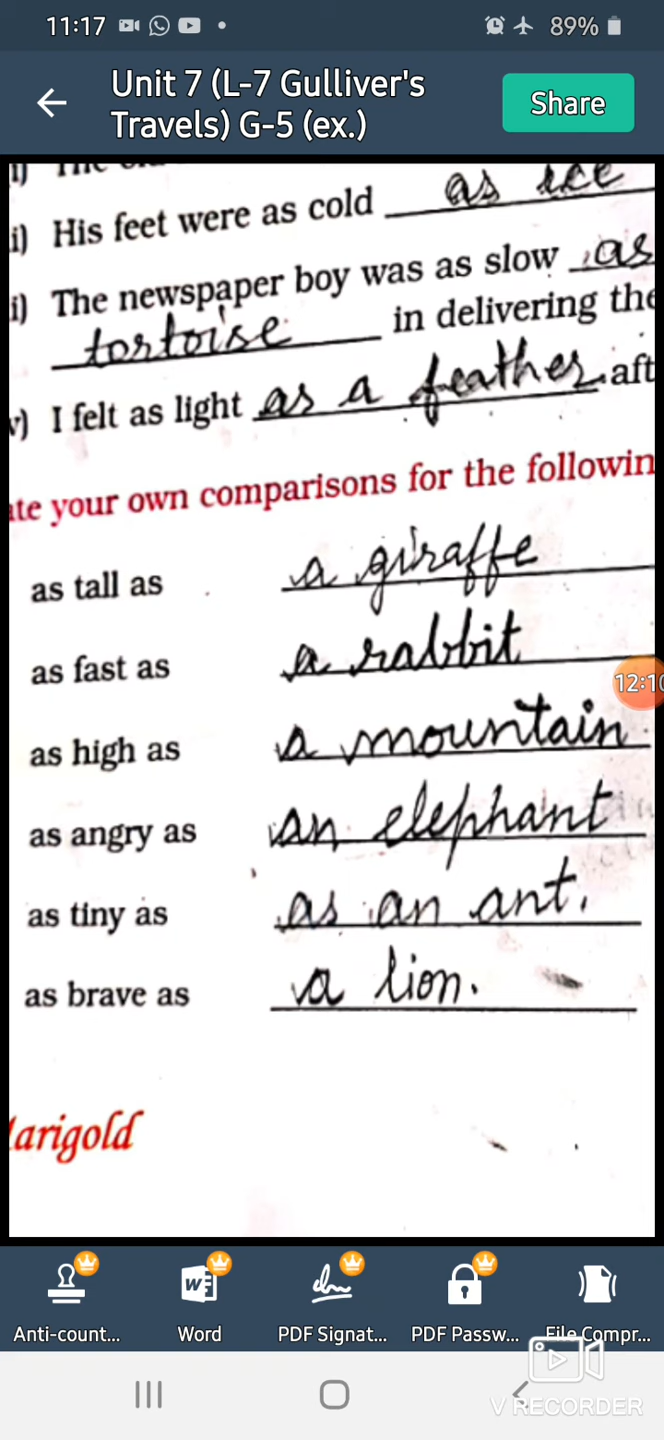 11:17
89%
Unit 7 (L-7 Gulliver's
Travels) G-5 (ex.)
Share
i) His feet were as cold as ice
i) The newspaper boy was as slow as
tortoise in delivering the
v) I felt as light as a feather aft
ate your own comparisons for the followin
as tall as a giraffe
as fast as a rabbit
12:10
as high as a mountain
as angry as an elephant
as tiny as as an ant.
as brave as a lion.
arigold
Anti-count... Word PDF Signat... PDF Passw... File Compr...
V RECORDER